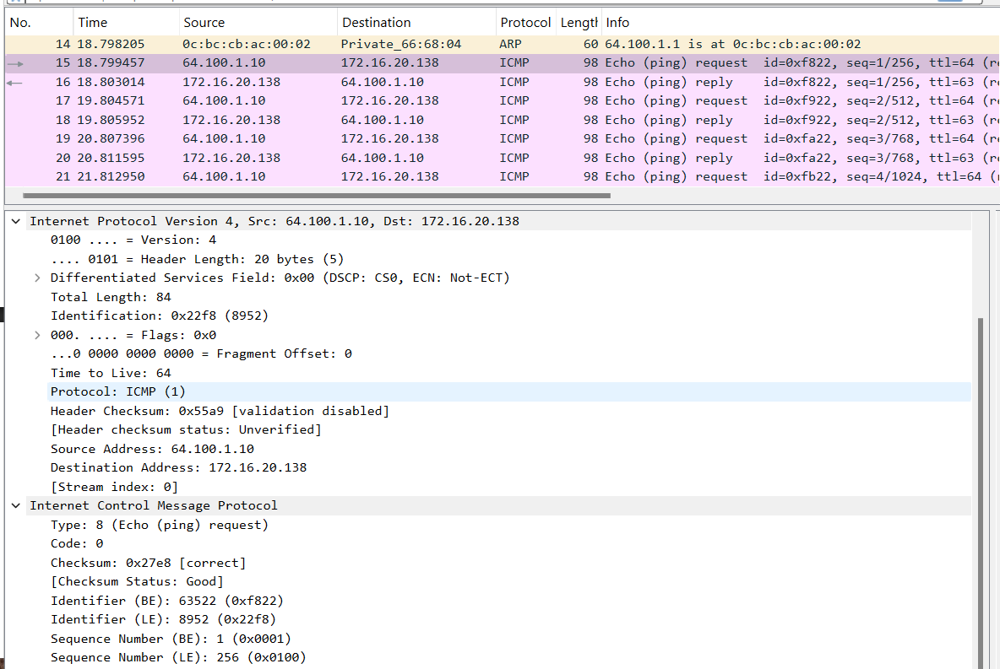 No. Time Source Destination Protocol Length Info
14 18.798205 0c:bc:cb:ac:00:02 Private_66:68:04 ARP 60 64.100.1.1 is at 0c:bc:cb:ac:00:02
15 18.799457 64.100.1.10 172.16.20.138 ICMP 98 Echo (ping) request id=0xf822, seq=1/256, ttl=64 (re
16 18.803014 172.16.20.138 64.100.1.10 ICMP 98 Echo (ping) reply id=0xf822, seq=1/256, ttl=63 (re
17 19.804571 64.100.1.10 172.16.20.138 ICMP 98 Echo (ping) request id=0xf922, seq=2/512, ttl=64 (re
18 19.805952 172.16.20.138 64.100.1.10 ICMP 98 Echo (ping) reply id=0xf922, seq=2/512, ttl=63 (re
19 20.807396 64.100.1.10 172.16.20.138 ICMP 98 Echo (ping) request id=0xfa22, seq=3/768, ttl=64 (re
20 20.811595 172.16.20.138 64.100.1.10 ICMP 98 Echo (ping) reply id=0xfa22, seq=3/768, ttl=63 (re
21 21.812950 64.100.1.10 172.16.20.138 ICMP 98 Echo (ping) request id=0xfb22, seq=4/1024, ttl=64 (
Internet Protocol Version 4, Src: 64.100.1.10, Dst: 172.16.20.138
0100 .... = Version: 4
.... 0101 = Header Length: 20 bytes (5)
Differentiated Services Field: 0x00 (DSCP: CS0, ECN: Not-ECT)
Total Length: 84
Identification: 0x22f8 (8952)
000. .... = Flags: 0x0
...0 0000 0000 0000 = Fragment Offset: 0
Time to Live: 64
Protocol: ICMP (1)
Header Checksum: 0x55a9 [validation disabled]
[Header checksum status: Unverified]
Source Address: 64.100.1.10
Destination Address: 172.16.20.138
[Stream index: 0]
Internet Control Message Protocol
Type: 8 (Echo (ping) request)
Code: 0
Checksum: 0x27e8 [correct]
[Checksum Status: Good]
Identifier (BE): 63522 (0xf822)
Identifier (LE): 8952 (0x22f8)
Sequence Number (BE): 1 (0x0001)
Sequence Number (LE): 256 (0x0100)